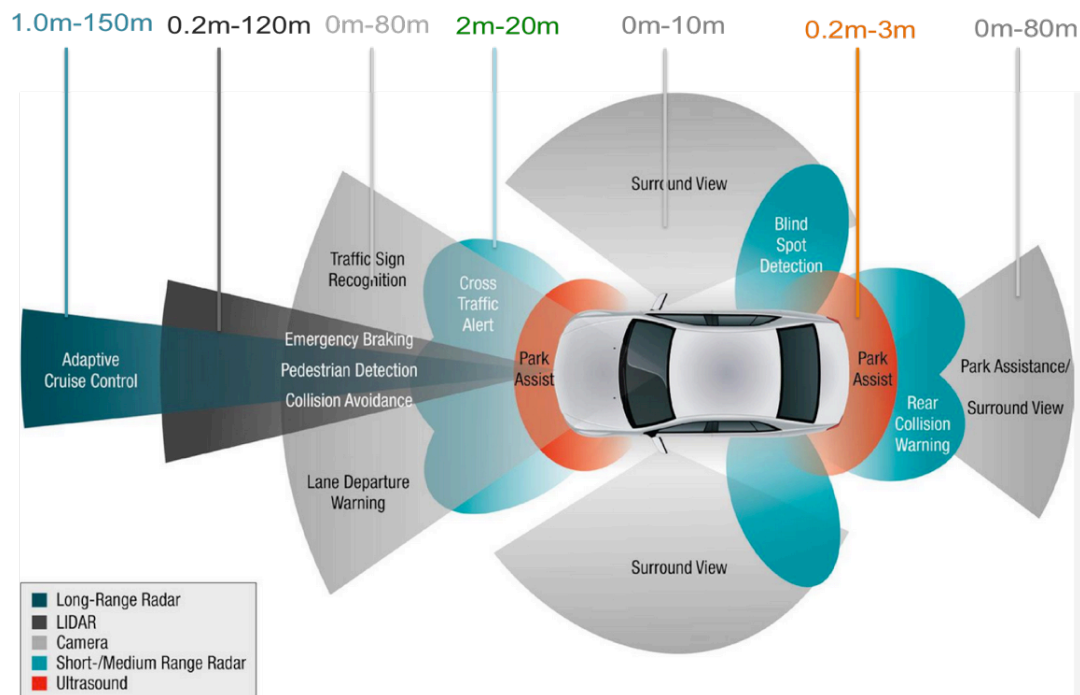 1.0m-150m
0.2m-120m
0m-80m
2m-20m
0m-10m
0.2m-3m
0m-80m
Surround View
Blind
Spot
Detection
Traffic Sign
Recognition
Cross
Traffic
Alert
Adaptive
Cruise Control
Emergency Braking
Pedestrian Detection
Collision Avoidance
Park
Assist
Park
Assist
Park Assistance/
Surround View
Rear
Collision
Warning
Lane Departure
Warning
Surround View
Long-Range Radar
LIDAR
Camera
Short-/Medium Range Radar
Ultrasound